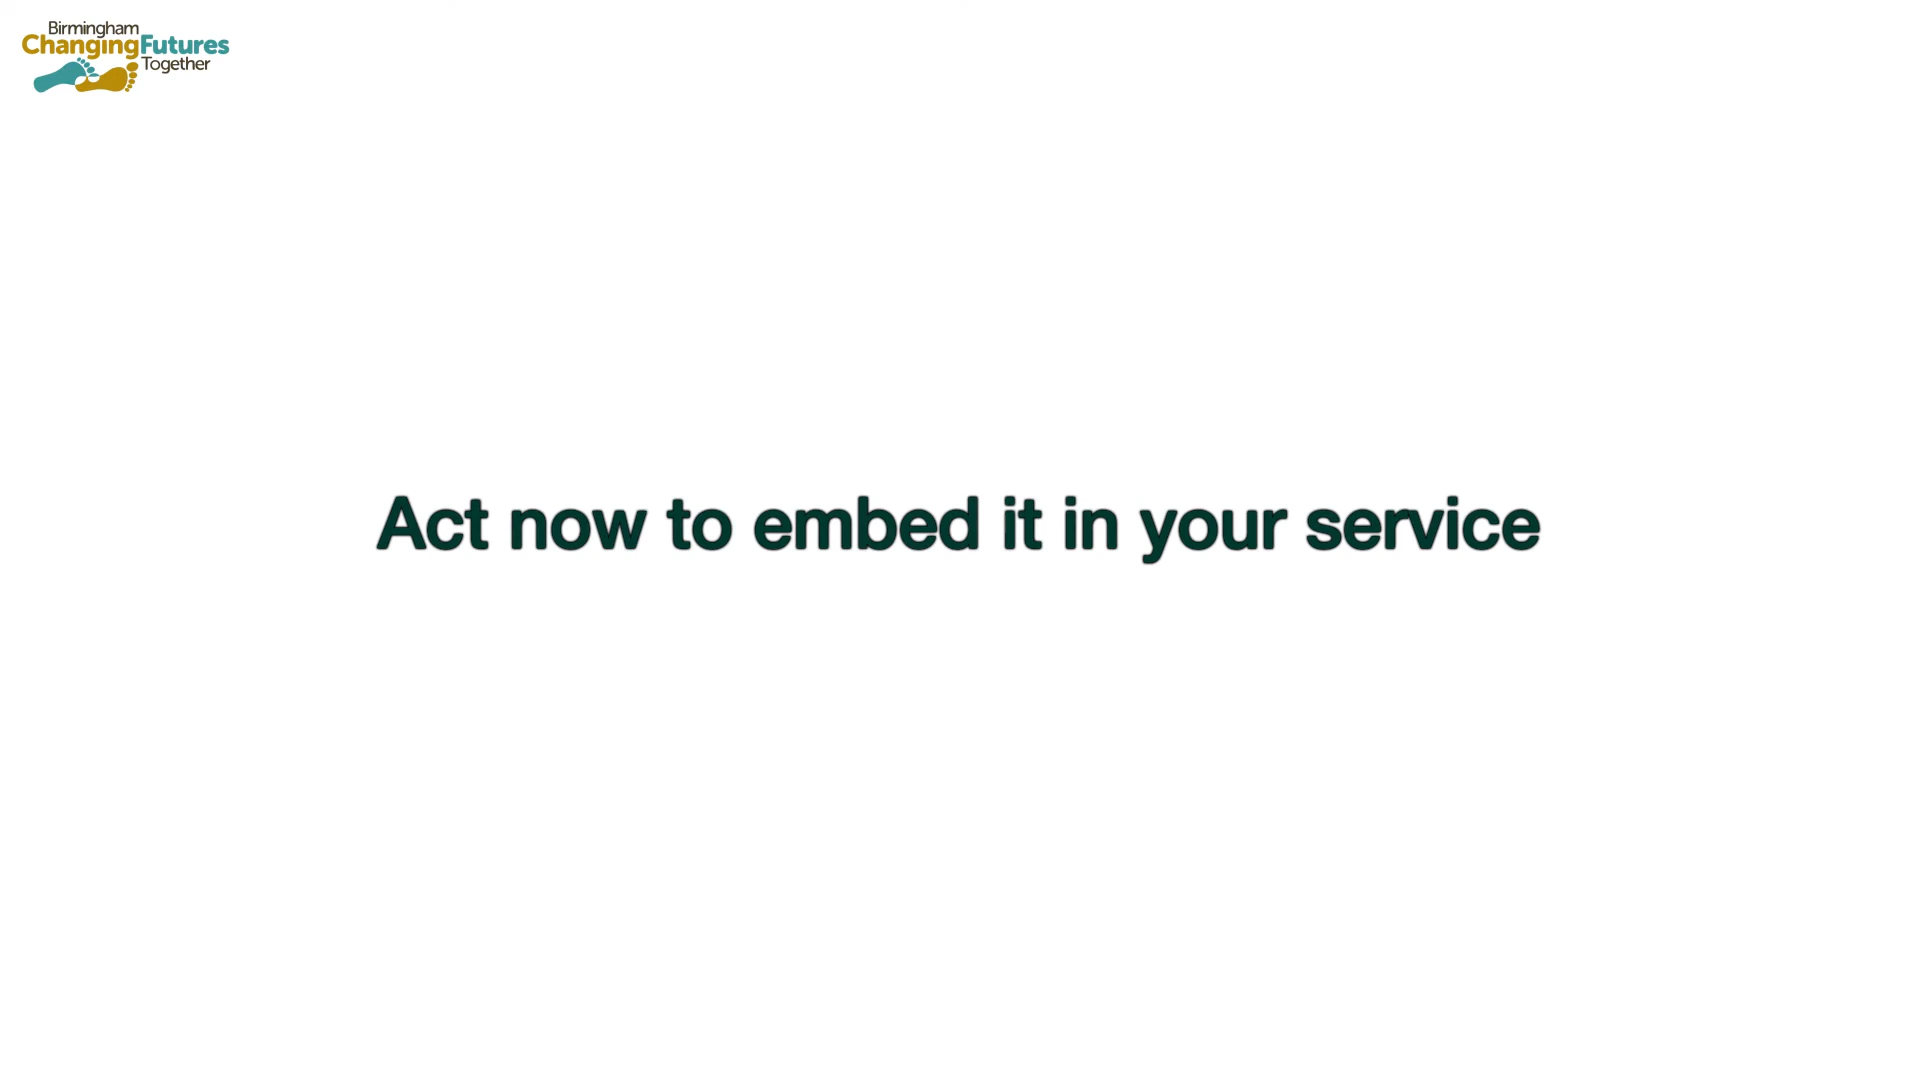 Birmingham
ChangingFutures
Together
Act now to embed it in your service